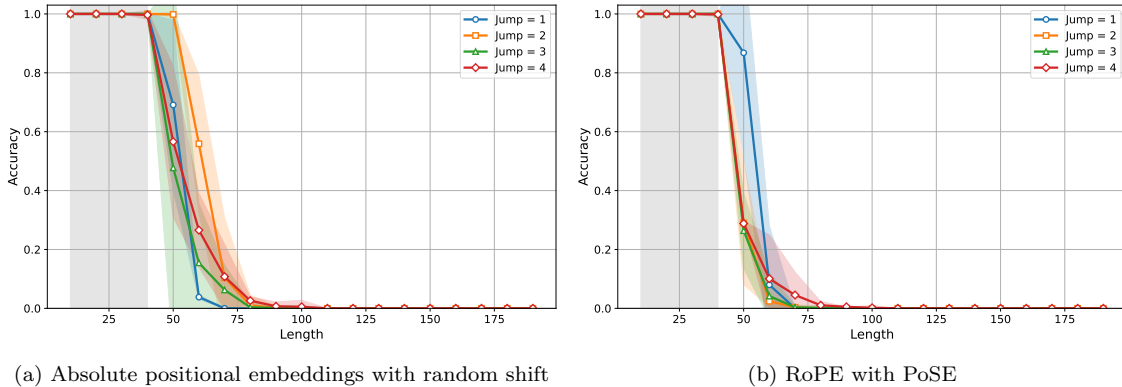 1.0
0.8
0.6
0.4
0.2
0.0
Accuracy
25 50 75 100 125 150 175
Length
Jump = 1
Jump = 2
Jump = 3
Jump = 4
(a) Absolute positional embeddings with random shift
1.0
0.8
0.6
0.4
0.2
0.0
Accuracy
25 50 75 100 125 150 175
Length
Jump = 1
Jump = 2
Jump = 3
Jump = 4
(b) RoPE with PoSE